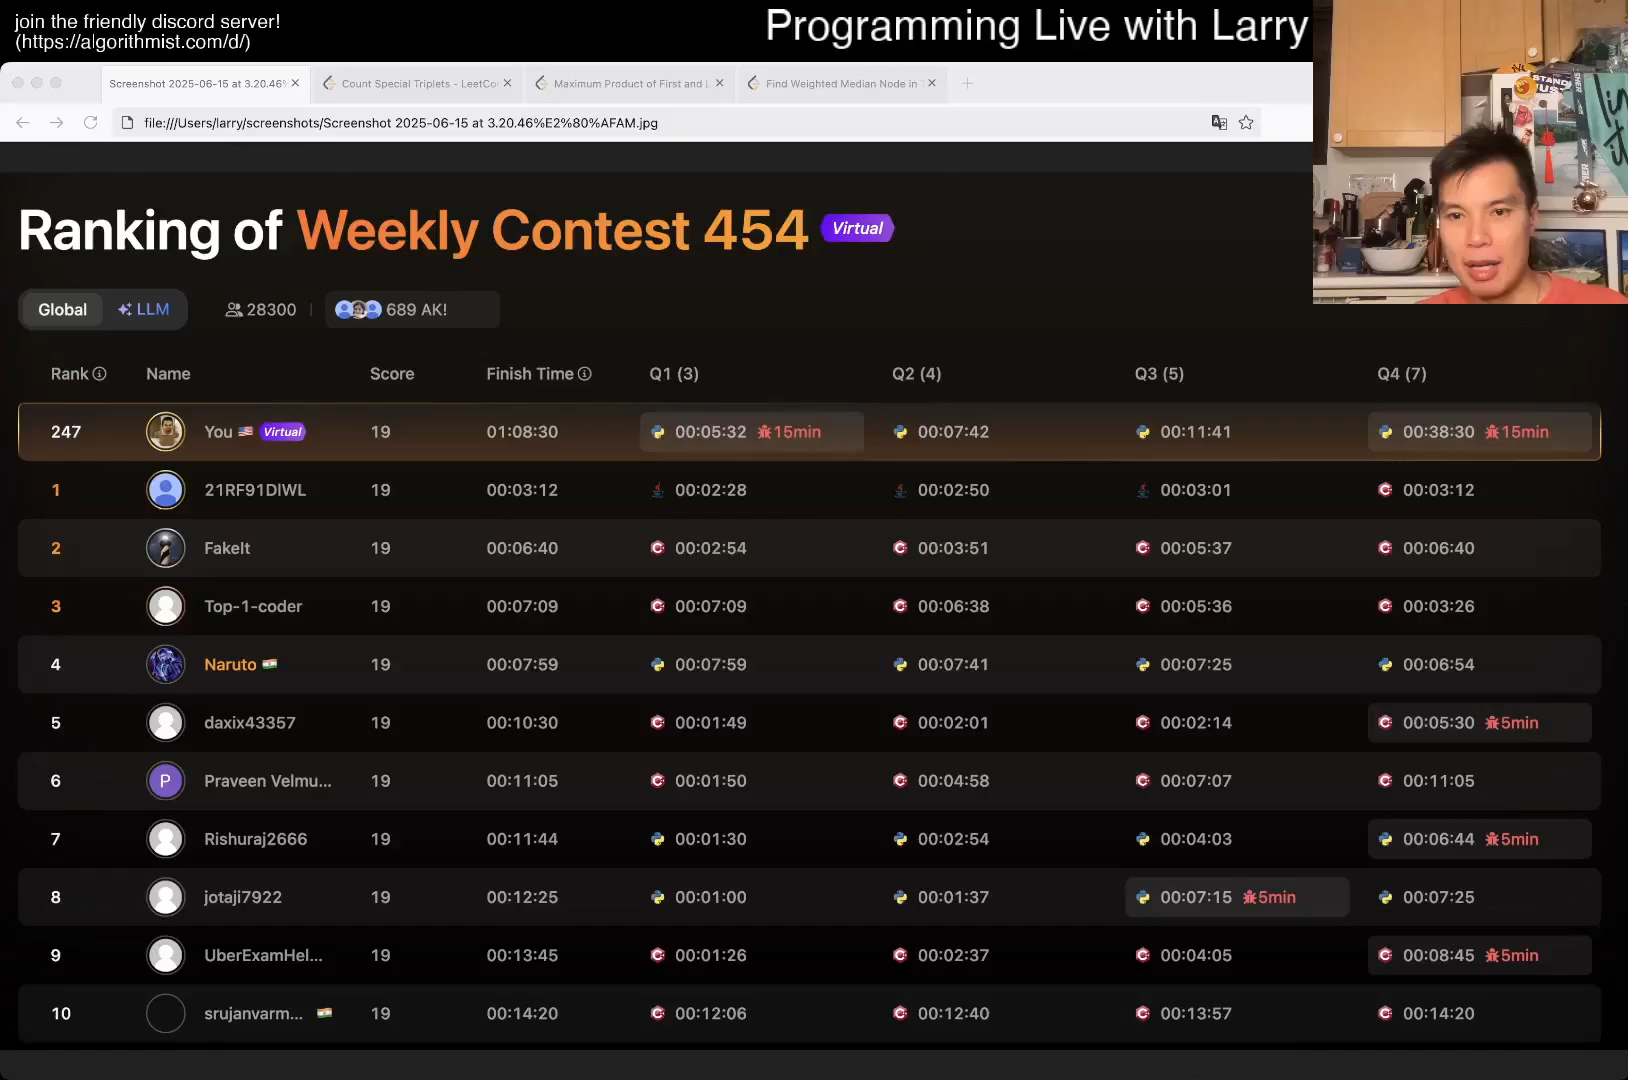 join the friendly discord server!
(https://algorithmist.com/d/)
Programming Live with Larry
Screenshot 2025-06-15 at 3.20.46
Count Special Triplets - LeetCo
Maximum Product of First and L
Find Weighted Median Node in
file:///Users/larry/screenshots/Screenshot 2025-06-15 at 3.20.46%E2%80%AFAM.jpg
Ranking of Weekly Contest 454 Virtual
Global LLM 28300 689 AK!
Rank Name Score Finish Time Q1 (3) Q2 (4) Q3 (5) Q4 (7)
247 You Virtual 19 01:08:30 00:05:32 15min 00:07:42 00:11:41 00:38:30 15min
1 21RF91DIWL 19 00:03:12 00:02:28 00:02:50 00:03:01 00:03:12
2 FakeIt 19 00:06:40 00:02:54 00:03:51 00:05:37 00:06:40
3 Top-1-coder 19 00:07:09 00:07:09 00:06:38 00:05:36 00:03:26
4 Naruto 19 00:07:59 00:07:59 00:07:41 00:07:25 00:06:54
5 daxix43357 19 00:10:30 00:01:49 00:02:01 00:02:14 00:05:30 5min
6 P Praveen Velmu... 19 00:11:05 00:01:50 00:04:58 00:07:07 00:11:05
7 Rishuraj2666 19 00:11:44 00:01:30 00:02:54 00:04:03 00:06:44 5min
8 jotaji7922 19 00:12:25 00:01:00 00:01:37 00:07:15 5min 00:07:25
9 UberExamHel... 19 00:13:45 00:01:26 00:02:37 00:04:05 00:08:45 5min
10 srujanvarm... 19 00:14:20 00:12:06 00:12:40 00:13:57 00:14:20